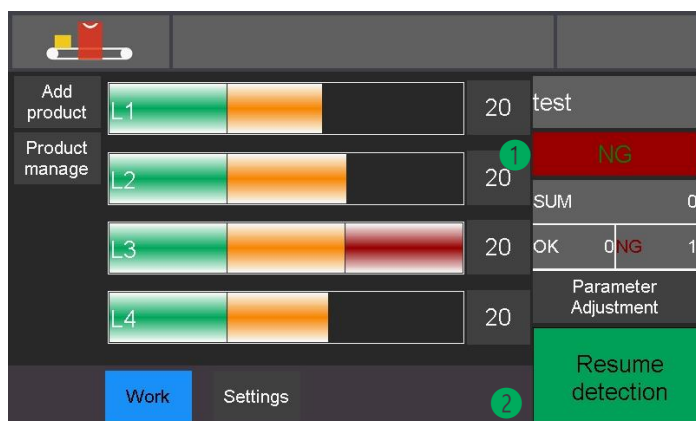 Add
product
Product
manage
L1
20
L2
20
L3
20
L4
20
test
1
NG
SUM 0
OK 0 NG 1
Parameter
Adjustment
Resume
detection
Work
Settings
2